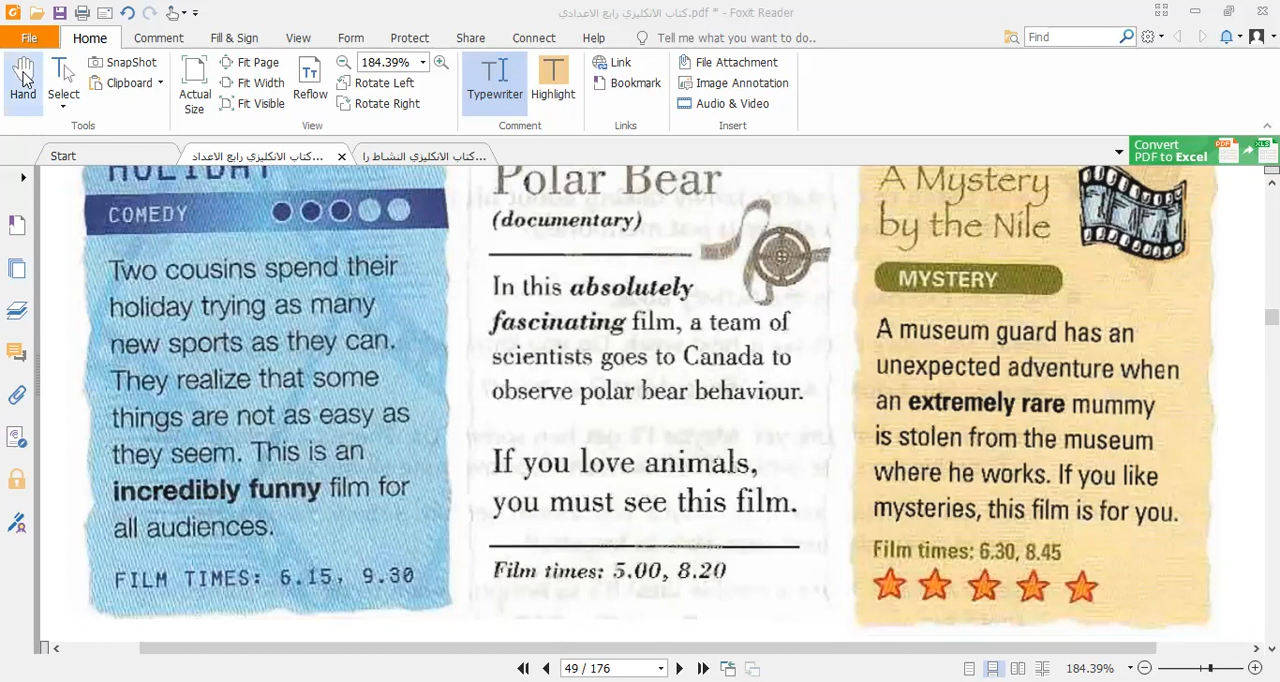 كتاب الانكليزي رابع الاعدادي.pdf * - Foxit Reader
File
Home
Comment
Fill & Sign
View
Form
Protect
Share
Connect
Help
Tell me what you want to do..
Find
Hand
Select
SnapShot
Clipboard
Actual Size
Fit Page
Fit Width
Fit Visible
Reflow
184.39%
Rotate Left
Rotate Right
Typewriter
Highlight
Link
Bookmark
File Attachment
Image Annotation
Audio & Video
Tools
View
Comment
Links
Insert
Start
كتاب الانكليزي رابع الاعداد...
كتاب الانكليزي النشاط را...
Convert
PDF to Excel
HOLIDAY
COMEDY
Two cousins spend their
holiday trying as many
new sports as they can.
They realize that some
things are not as easy as
they seem. This is an
incredibly funny film for
all audiences.
FILM TIMES: 6.15, 9.30
Polar Bear
(documentary)
In this absolutely
fascinating film, a team of
scientists goes to Canada to
observe polar bear behaviour.
If you love animals,
you must see this film.
Film times: 5.00, 8.20
A Mystery
by the Nile
MYSTERY
A museum guard has an
unexpected adventure when
an extremely rare mummy
is stolen from the museum
where he works. If you like
mysteries, this film is for you.
Film times: 6.30, 8.45
49 / 176
184.39%